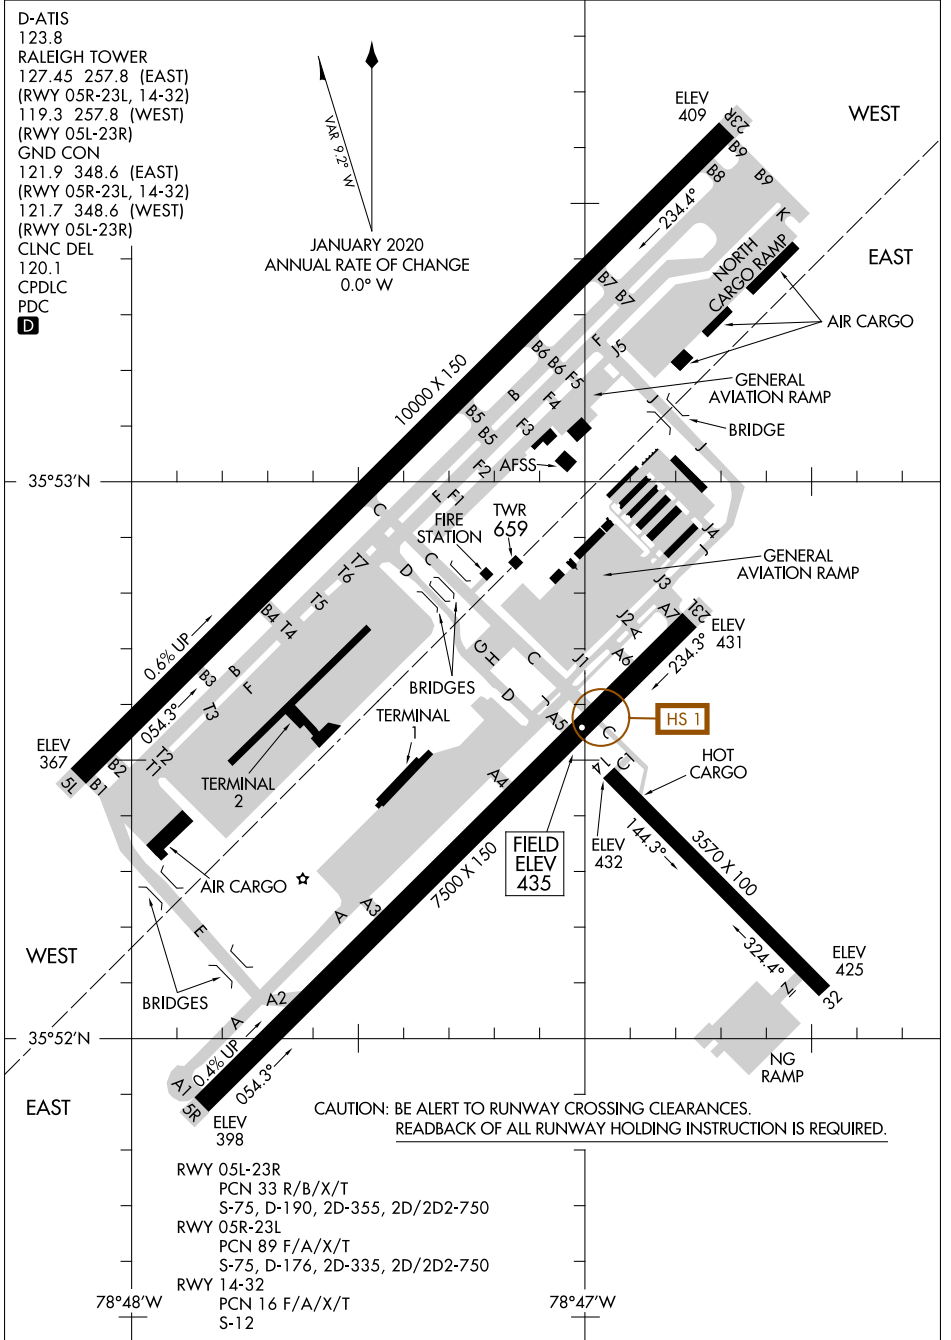 D-ATIS
123.8
RALEIGH TOWER
127.45 257.8 (EAST)
(RWY 05R-23L, 14-32)
119.3 257.8 (WEST)
(RWY 05L-23R)
GND CON
121.9 348.6 (EAST)
(RWY 05R-23L, 14-32)
121.7 348.6 (WEST)
(RWY 05L-23R)
CLNC DEL
120.1
CPDLC
PDC
D
VAR 9.2° W
JANUARY 2020
ANNUAL RATE OF CHANGE
0.0° W
ELEV
409
23R
WEST
EAST
B9
B8
B9
K
234.4°
NORTH
CARGO RAMP
AIR CARGO
B7
B7
F
J5
B6
B6
F5
B
F4
F3
GENERAL
AVIATION RAMP
J
BRIDGE
J
10000 X 150
B5
B5
F2
AFSS
35°53'N
C
F
F1
FIRE
STATION
TWR
659
J4
J
GENERAL
AVIATION RAMP
J3
T7
T6
D
C
T5
B4
T4
BRIDGES
G
H
C
D
J1
J
J2
A
A7
A6
23L
ELEV
431
234.3°
0.6% UP
054.3°
B3
B
F
T3
T2
T1
B2
B1
5L
ELEV
367
TERMINAL
2
TERMINAL
1
A5
A4
HS 1
C
C1
HOT
CARGO
14
ELEV
432
144.3°
3570 X 100
FIELD
ELEV
435
7500 X 150
AIR CARGO
A
A3
E
WEST
BRIDGES
A2
A
324.4°
ELEV
425
32
Z
NG
RAMP
35°52'N
0.4% UP
054.3°
A1
5R
ELEV
398
EAST
CAUTION: BE ALERT TO RUNWAY CROSSING CLEARANCES.
READBACK OF ALL RUNWAY HOLDING INSTRUCTION IS REQUIRED.
RWY 05L-23R
PCN 33 R/B/X/T
S-75, D-190, 2D-355, 2D/2D2-750
RWY 05R-23L
PCN 89 F/A/X/T
S-75, D-176, 2D-335, 2D/2D2-750
RWY 14-32
PCN 16 F/A/X/T
S-12
78°48'W
78°47'W